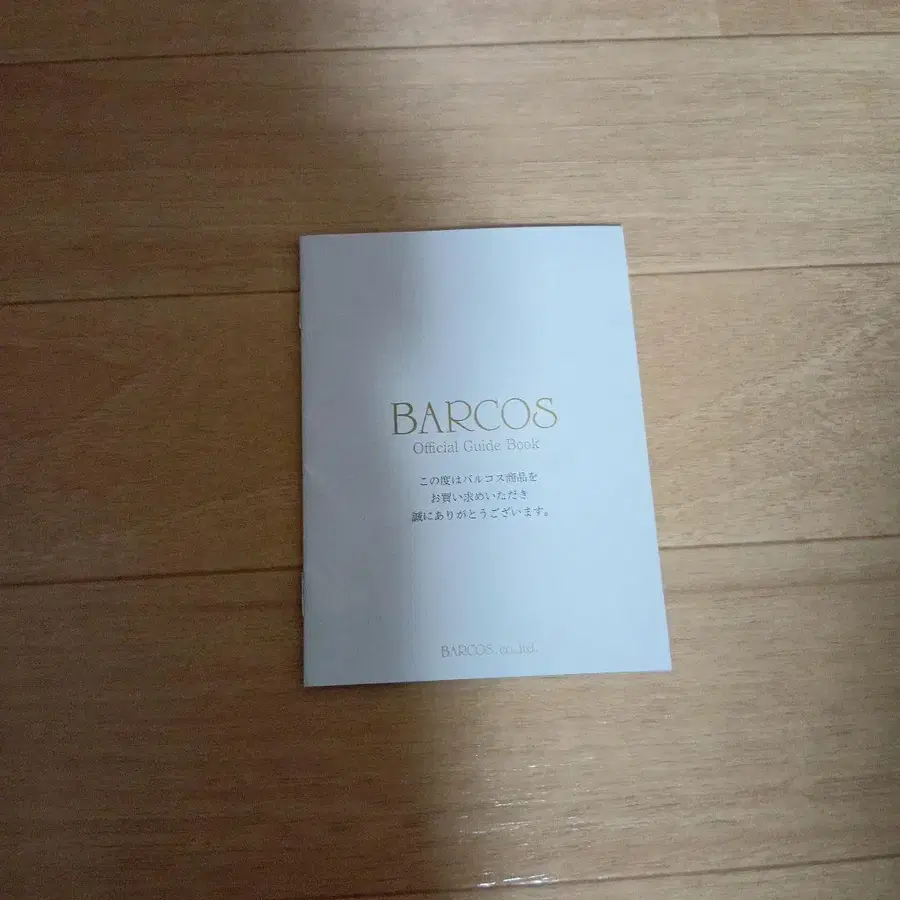 BARCOS
Official Guide Book
この度はバルコス商品を
お買い求めいただき
誠にありがとうございます。
BARCOS. co.,ltd.